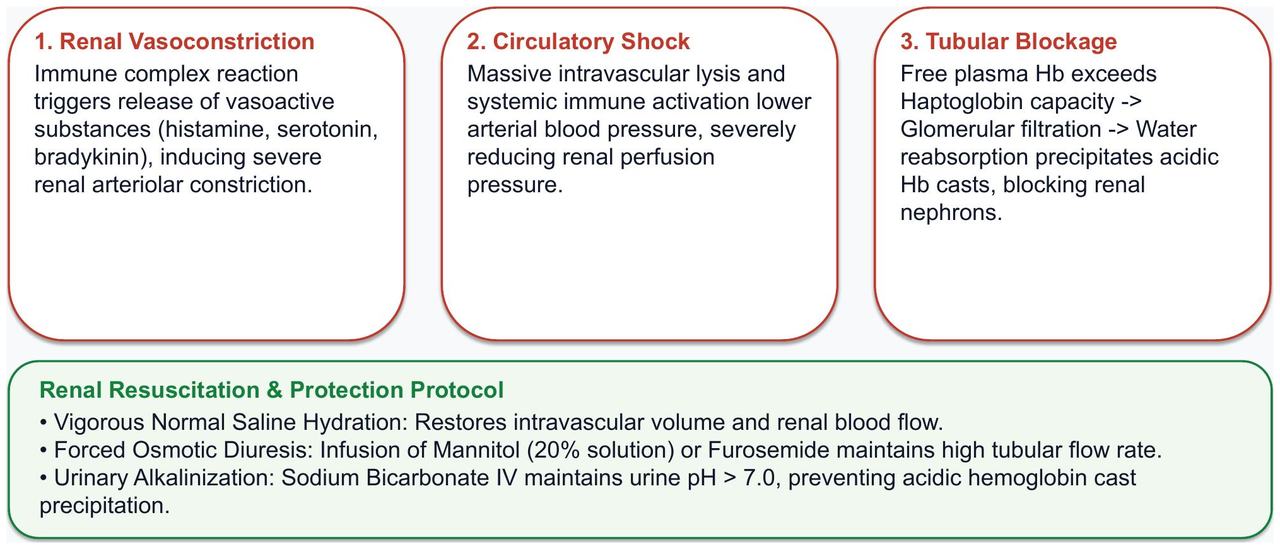 1. Renal Vasoconstriction
Immune complex reaction
triggers release of vasoactive
substances (histamine, serotonin,
bradykinin), inducing severe
renal arteriolar constriction.
2. Circulatory Shock
Massive intravascular lysis and
systemic immune activation lower
arterial blood pressure, severely
reducing renal perfusion
pressure.
3. Tubular Blockage
Free plasma Hb exceeds
Haptoglobin capacity ->
Glomerular filtration -> Water
reabsorption precipitates acidic
Hb casts, blocking renal
nephrons.
Renal Resuscitation & Protection Protocol
• Vigorous Normal Saline Hydration: Restores intravascular volume and renal blood flow.
• Forced Osmotic Diuresis: Infusion of Mannitol (20% solution) or Furosemide maintains high tubular flow rate.
• Urinary Alkalinization: Sodium Bicarbonate IV maintains urine pH > 7.0, preventing acidic hemoglobin cast
precipitation.